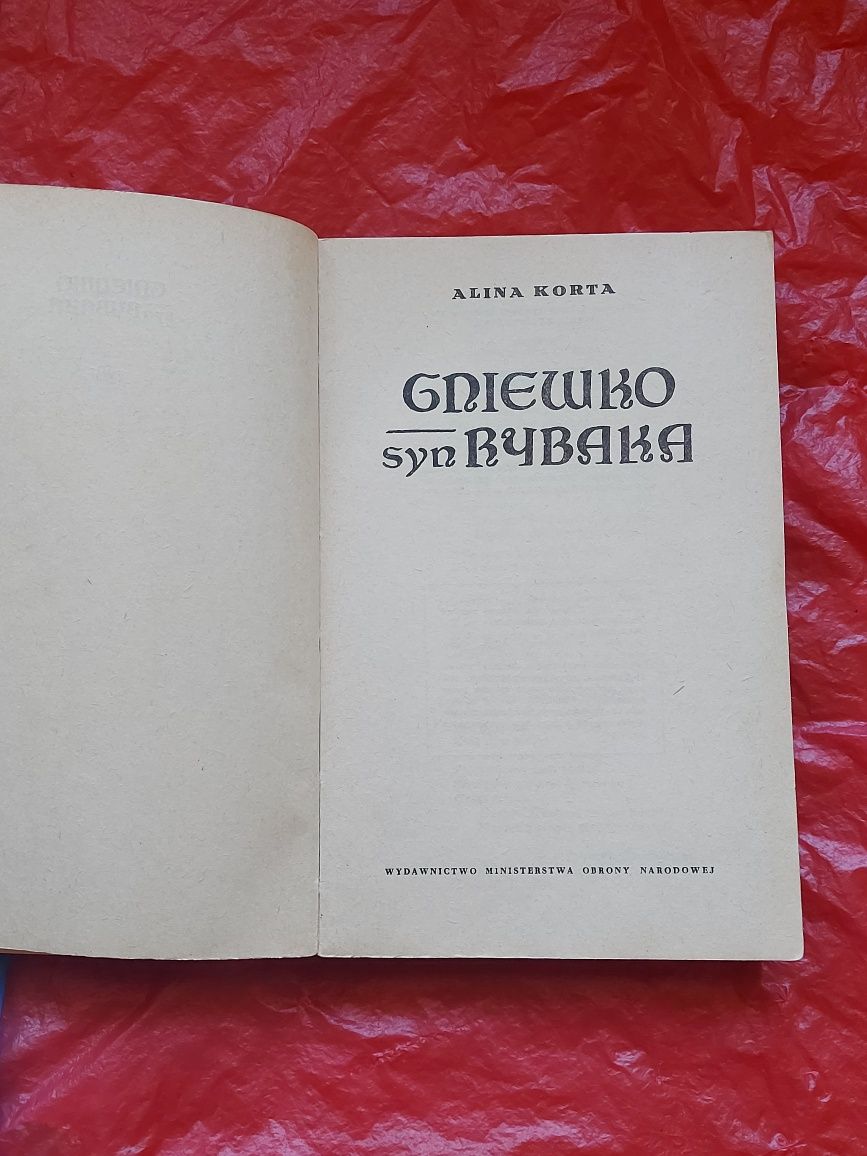 ALINA KORTA
GNIEWKO
syn RYBAKA
WYDAWNICTWO MINISTERSTWA OBRONY NARODOWEJ